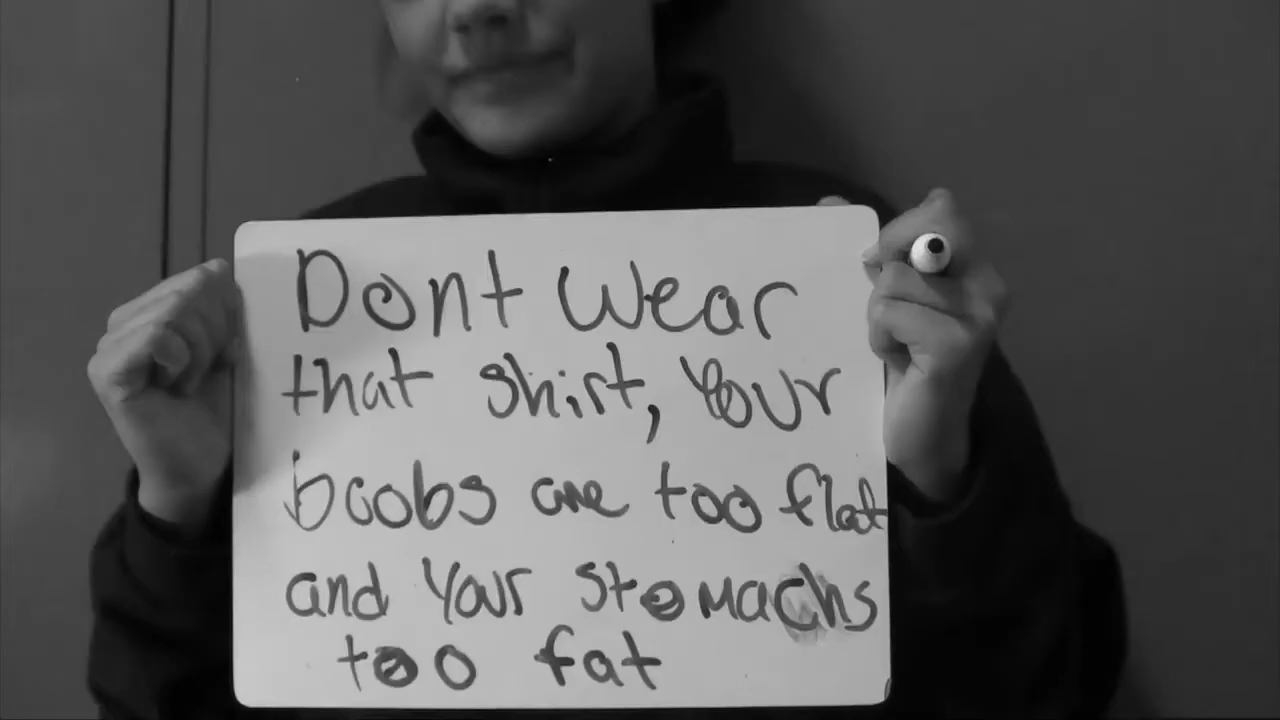 Dont wear
that shirt, Your
boobs are too flat
and Your stomachs
too fat